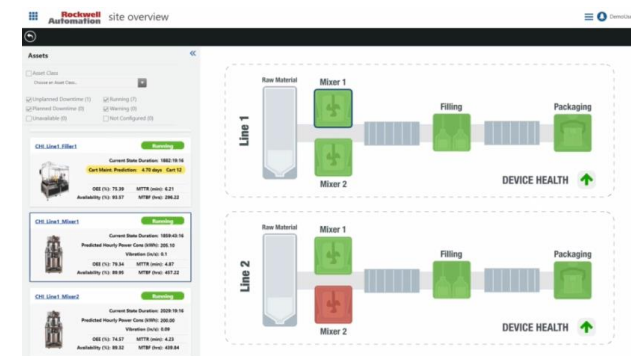 Rockwell
Automation
site overview
DemoUse
Assets
Asset Class
Choose an Asset Class...
Unplanned Downtime (1)
Running (7)
Planned Downtime (0)
Warning (0)
Unavailable (0)
Not Configured (0)
CHI_Line1_Filler1
Running
Current State Duration: 1862:19:16
Cart Maint. Prediction: 4.70 days Cart 12
OEE (%): 75.38 MTTR (min): 6.21
Availability (%): 93.57 MTBF (hrs): 296.22
CHI_Line1_Mixer1
Running
Current State Duration: 1859:43:16
Predicted Hourly Power Cons (kWh): 205.10
Vibration (in/s): 0.1
OEE (%): 79.34 MTTR (min): 4.87
Availability (%): 89.95 MTBF (hrs): 457.22
CHI_Line1_Mixer2
Running
Current State Duration: 2028:19:16
Predicted Hourly Power Cons (kWh): 200.00
Vibration (in/s): 0.09
OEE (%): 74.57 MTTR (min): 4.23
Availability (%): 88.32 MTBF (hrs): 459.84
Line 1
Raw Material
Mixer 1
Filling
Packaging
Mixer 2
DEVICE HEALTH
Line 2
Raw Material
Mixer 1
Filling
Packaging
Mixer 2
DEVICE HEALTH